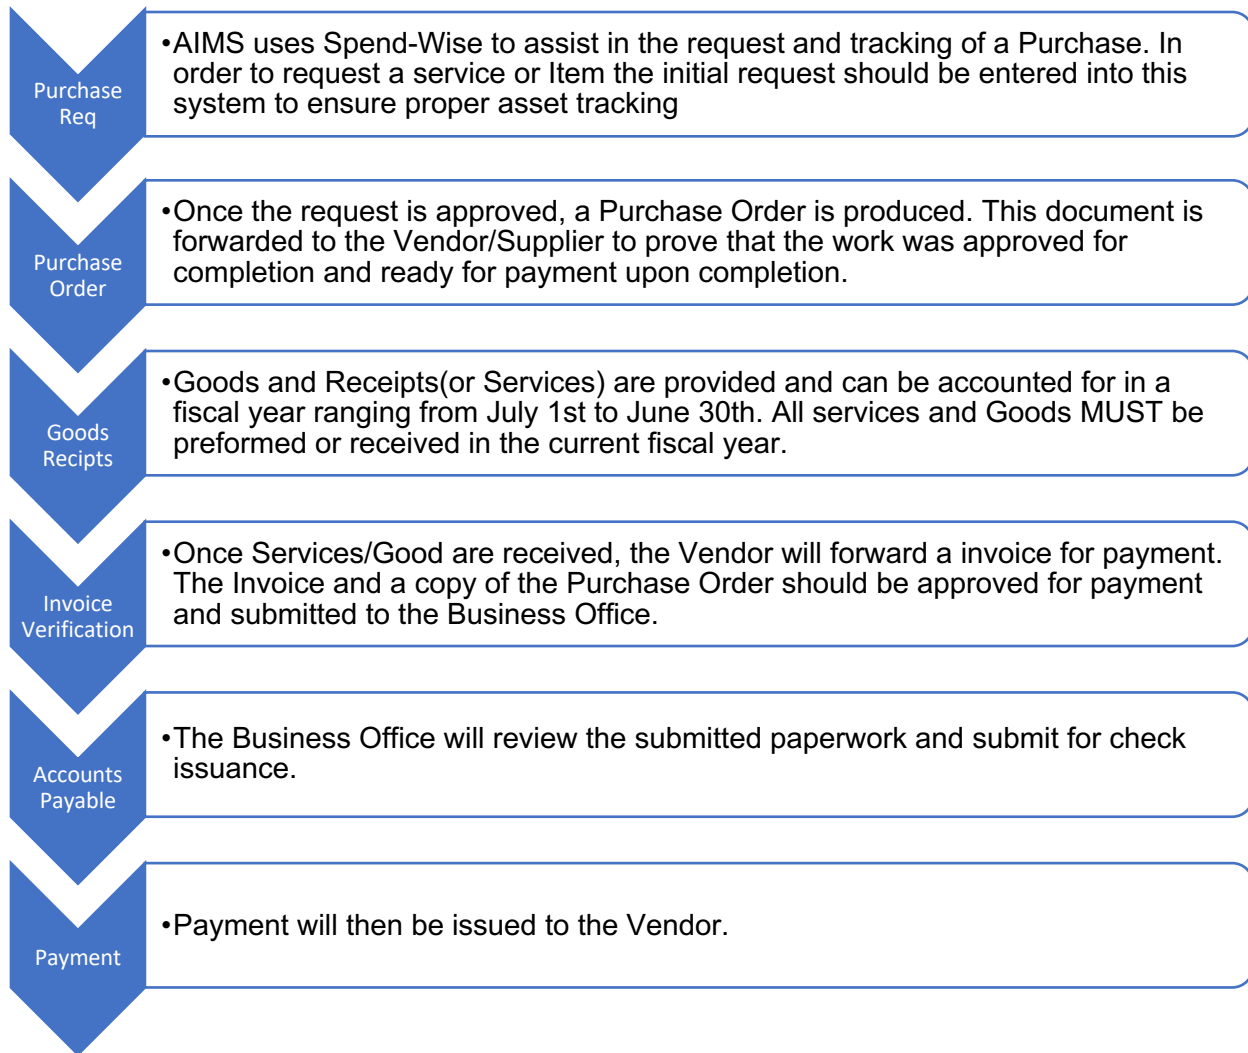 Purchase
Req
•AIMS uses Spend-Wise to assist in the request and tracking of a Purchase. In
order to request a service or Item the initial request should be entered into this
system to ensure proper asset tracking
Purchase
Order
•Once the request is approved, a Purchase Order is produced. This document is
forwarded to the Vendor/Supplier to prove that the work was approved for
completion and ready for payment upon completion.
Goods
Recipts
•Goods and Receipts(or Services) are provided and can be accounted for in a
fiscal year ranging from July 1st to June 30th. All services and Goods MUST be
preformed or received in the current fiscal year.
Invoice
Verification
•Once Services/Good are received, the Vendor will forward a invoice for payment.
The Invoice and a copy of the Purchase Order should be approved for payment
and submitted to the Business Office.
Accounts
Payable
•The Business Office will review the submitted paperwork and submit for check
issuance.
Payment
•Payment will then be issued to the Vendor.